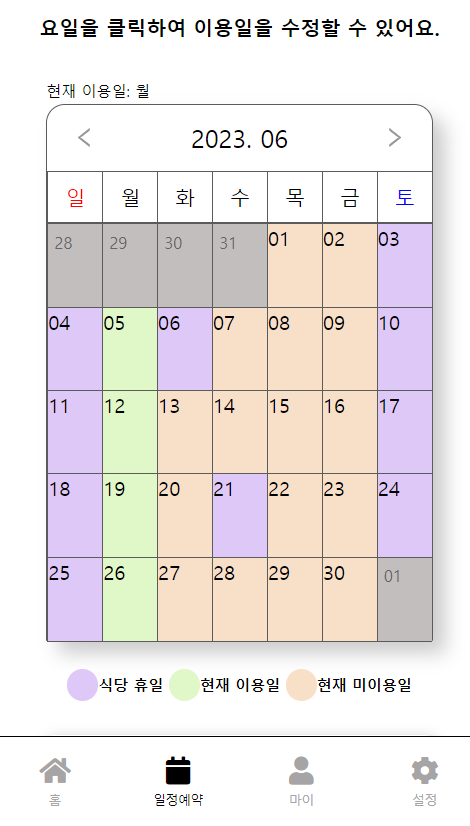 요일을 클릭하여 이용일을 수정할 수 있어요.
현재 이용일: 월
2023. 06
일 월 화 수 목 금 토
28 29 30 31 01 02 03
04 05 06 07 08 09 10
11 12 13 14 15 16 17
18 19 20 21 22 23 24
25 26 27 28 29 30 01
식당 휴일 현재 이용일 현재 미이용일
홈 일정예약 마이 설정